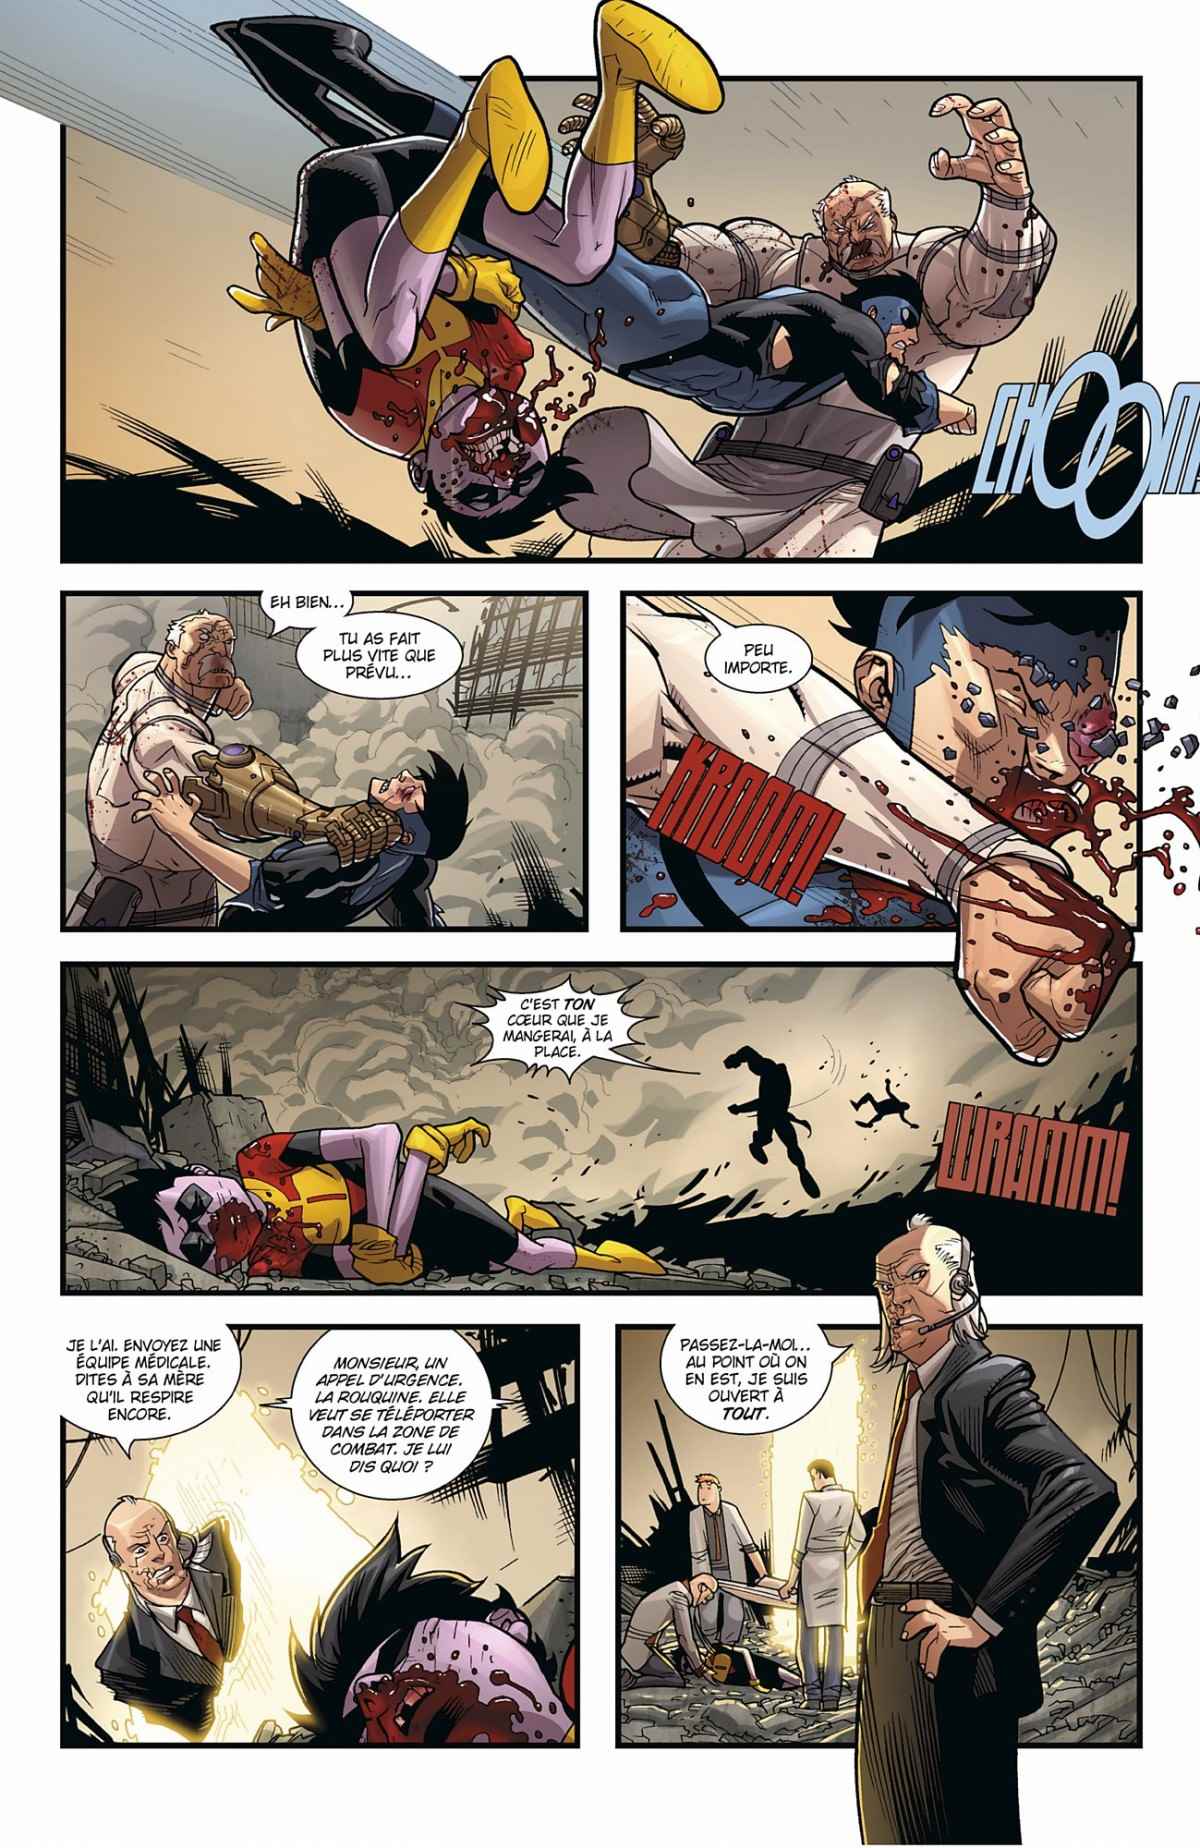 CHOOOM
EH BIEN...
TU AS FAIT
PLUS VITE QUE
PRÉVU...
PEU
IMPORTE.
KROOM!
C'EST TON
CŒUR QUE JE
MANGERAI, À LA
PLACE.
WRAMM!
JE L'AI. ENVOYEZ UNE
ÉQUIPE MÉDICALE.
DITES À SA MÈRE
QU'IL RESPIRE
ENCORE.
MONSIEUR, UN
APPEL D'URGENCE.
LA ROUQUINE. ELLE
VEUT SE TÉLÉPORTER
DANS LA ZONE DE
COMBAT. JE LUI
DIS QUOI ?
PASSEZ-LA-MOI...
AU POINT OÙ ON
EN EST, JE SUIS
OUVERT À
TOUT.